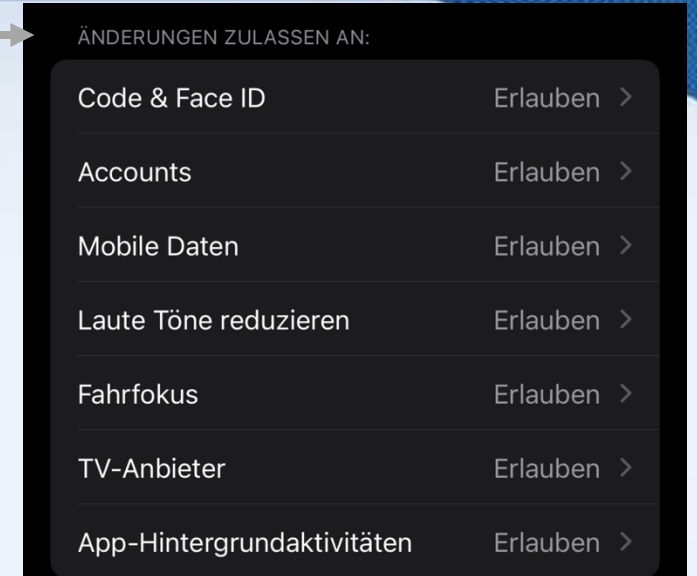 ÄNDERUNGEN ZULASSEN AN:
Code & Face ID Erlauben
Accounts Erlauben
Mobile Daten Erlauben
Laute Töne reduzieren Erlauben
Fahrfokus Erlauben
TV-Anbieter Erlauben
App-Hintergrundaktivitäten Erlauben